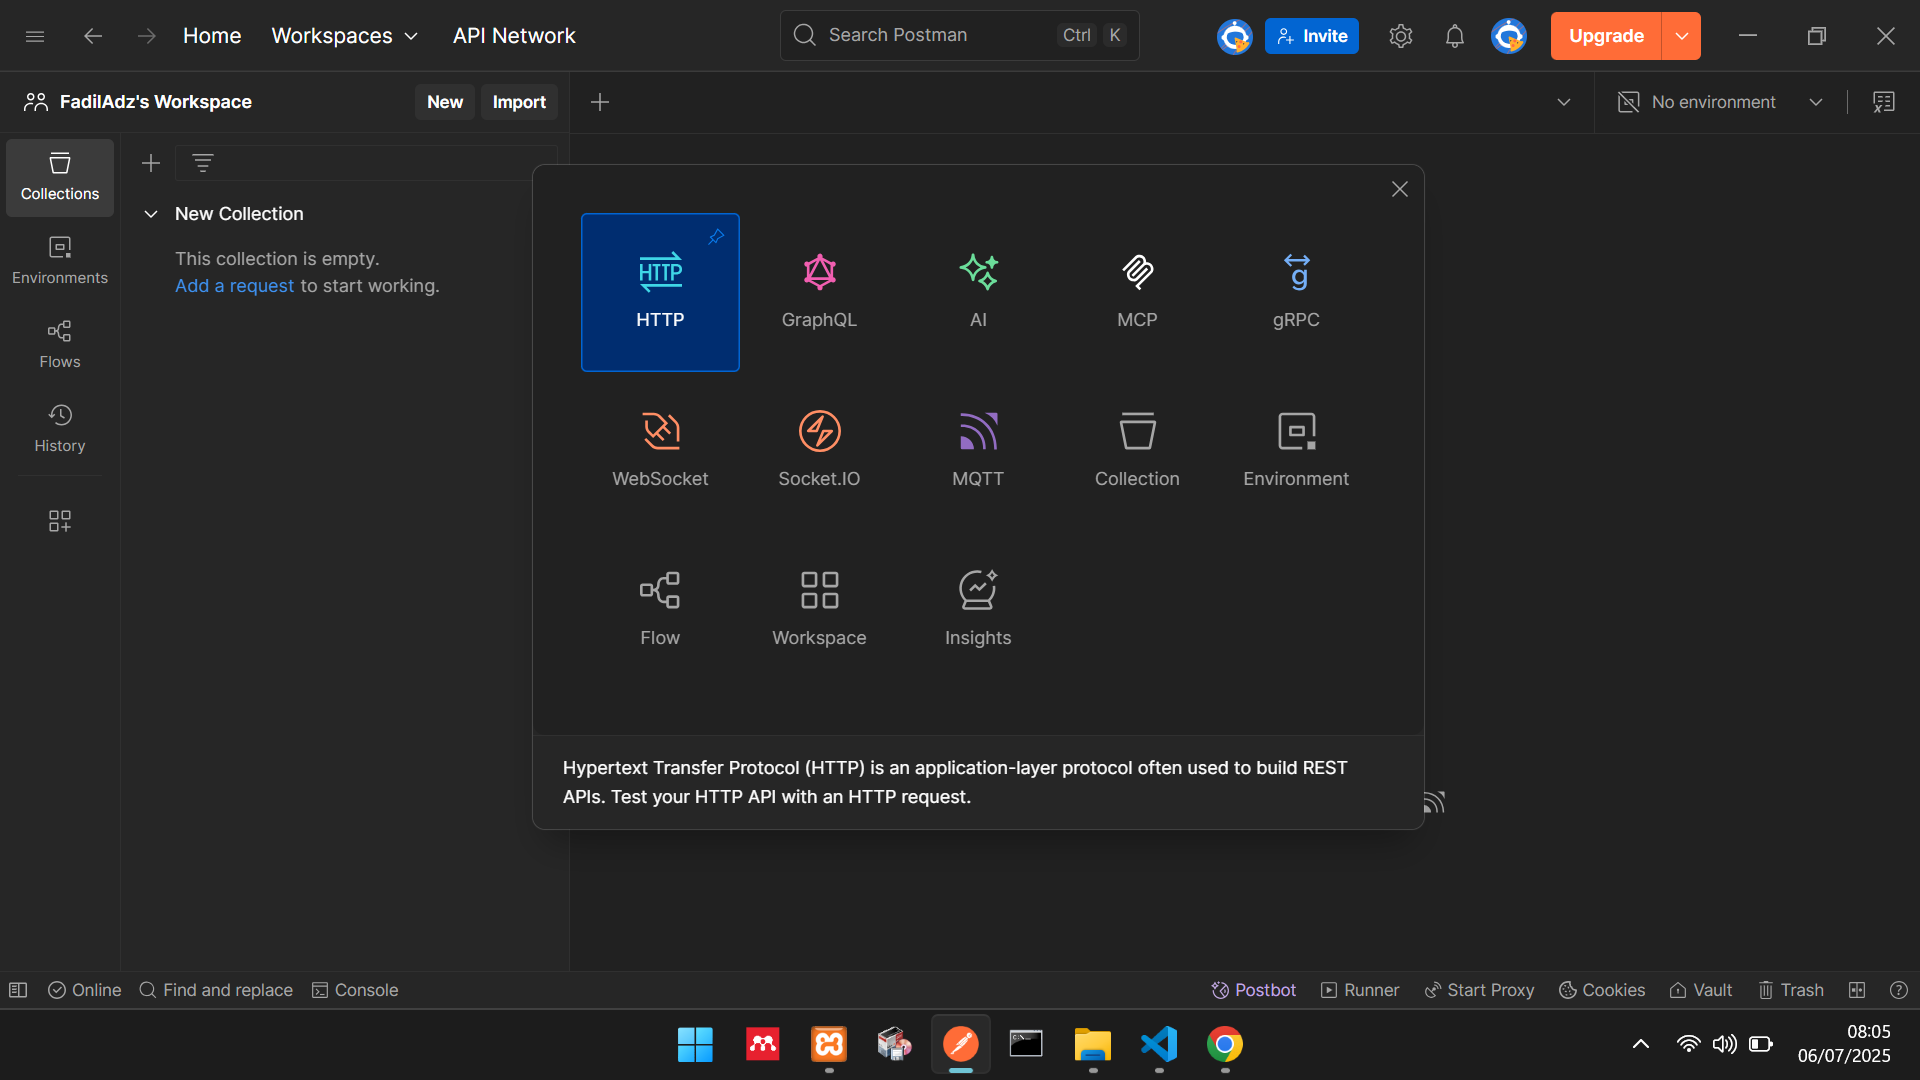 Home Workspaces API Network Search Postman Ctrl K Invite Upgrade
FadilAdz's Workspace New Import No environment
Collections
New Collection
This collection is empty.
Add a request to start working.
Environments
Flows
History
HTTP
HTTP GraphQL AI MCP gRPC
WebSocket Socket.IO MQTT Collection Environment
Flow Workspace Insights
Hypertext Transfer Protocol (HTTP) is an application-layer protocol often used to build REST
APIs. Test your HTTP API with an HTTP request.
Online Find and replace Console Postbot Runner Start Proxy Cookies Vault Trash
08:05
06/07/2025